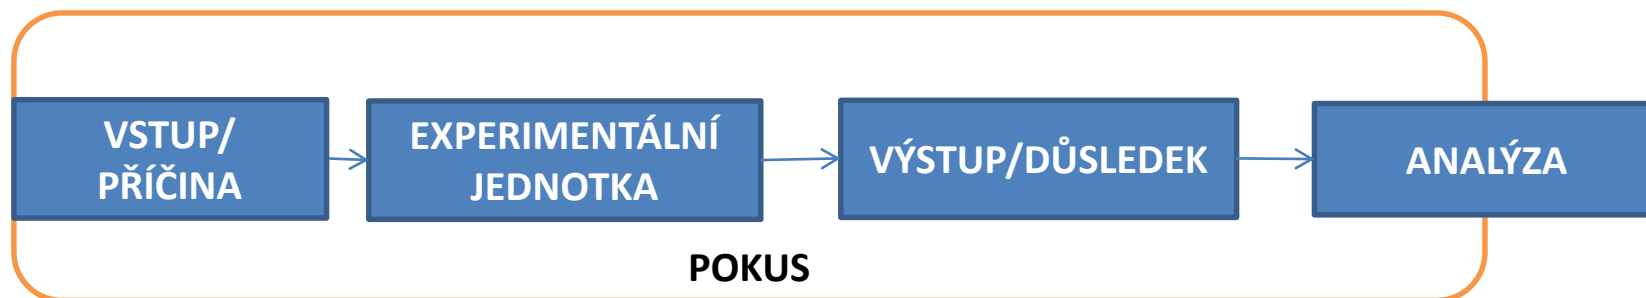 VSTUP/
PŘÍČINA
EXPERIMENTÁLNÍ
JEDNOTKA
VÝSTUP/DŮSLEDEK
ANALÝZA
POKUS